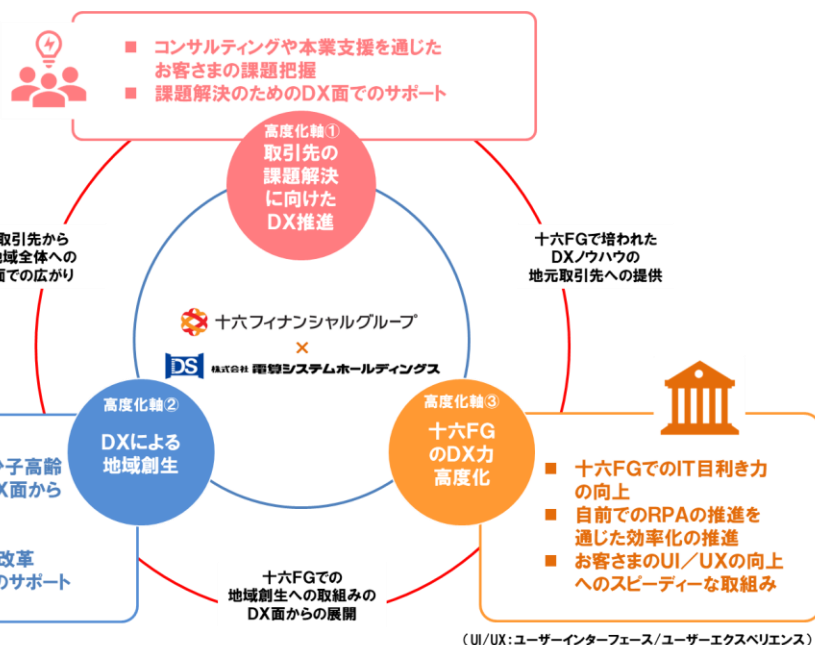 ■ コンサルティングや本業支援を通じた
お客さまの課題把握
■ 課題解決のためのDX面でのサポート
高度化軸①
取引先の
課題解決
に向けた
DX推進
取引先から
地域全体への
面での広がり
十六FGで培われた
DXノウハウの
地元取引先への提供
十六フィナンシャルグループ
×
DS 株式会社 電算システムホールディングス
高度化軸②
DXによる
地域創生
少子高齢
X面から
改革
のサポート
高度化軸③
十六FG
のDX力
高度化
■ 十六FGでのIT目利き力
の向上
■ 自前でのRPAの推進を
通じた効率化の推進
■ お客さまのUI/UXの向上
へのスピーディーな取組み
十六FGでの
地域創生への取組みの
DX面からの展開
(UI/UX:ユーザーインターフェース/ユーザーエクスペリエンス)